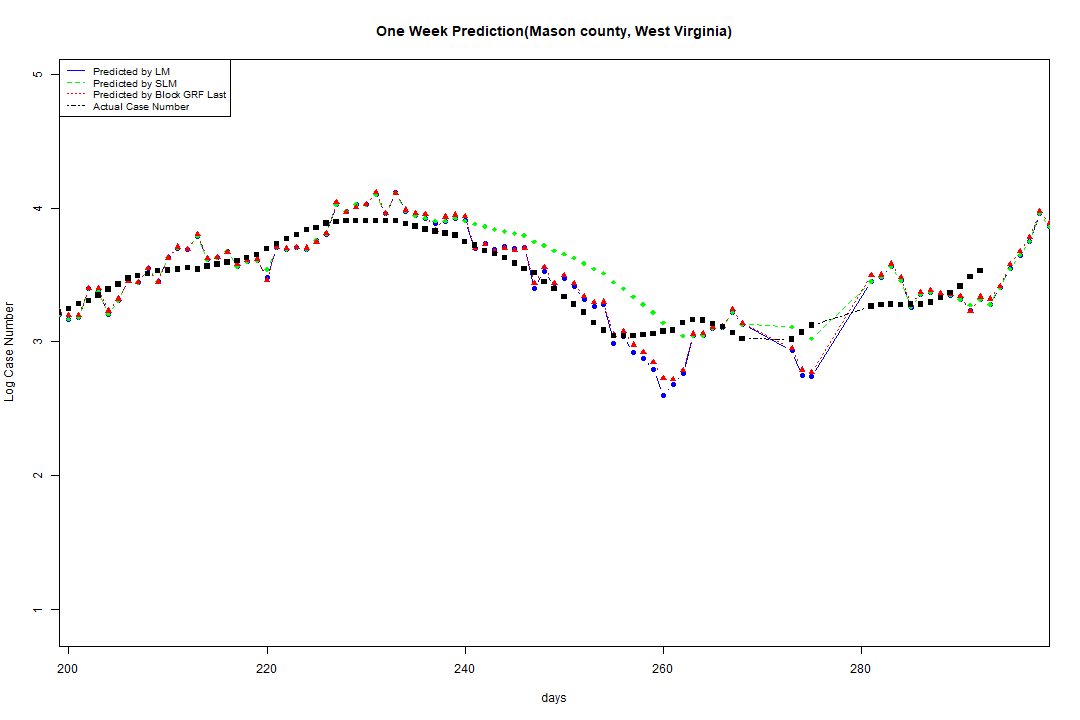 One Week Prediction(Mason county, West Virginia)
Predicted by LM
Predicted by SLM
Predicted by Block GRF Last
Actual Case Number
5
4
3
2
1
Log Case Number
200 220 240 260 280
days